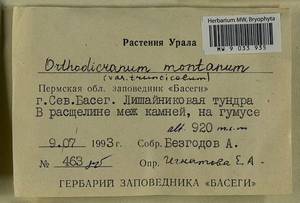 Herbarium MW, Bryophyta
MW 9 033 935
Растения Урала
Orthodicranum montanum
(var. truncicolum)
Пермская обл. заповедник "Басеги"
г.Сев.Басег. Лишайниковая тундра
В расщелине меж камней, на гумусе
alt. 920 m.s.m
9.07 1993г. Собр. Безгодов А.
№ 463 Опр. Игнатова Е.А.
ГЕРБАРИЙ ЗАПОВЕДНИКА «БАСЕГИ»